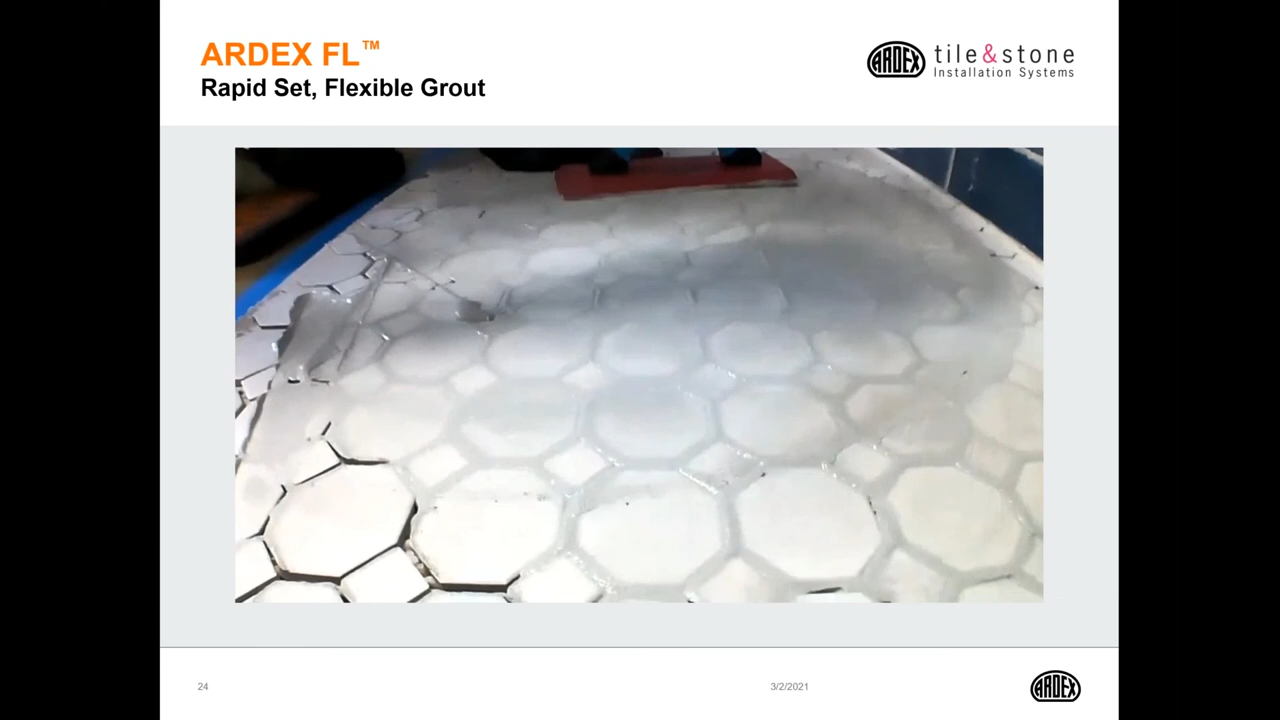 ARDEX FL™
Rapid Set, Flexible Grout
ARDEX
tile&stone
Installation Systems
24
3/2/2021
ARDEX